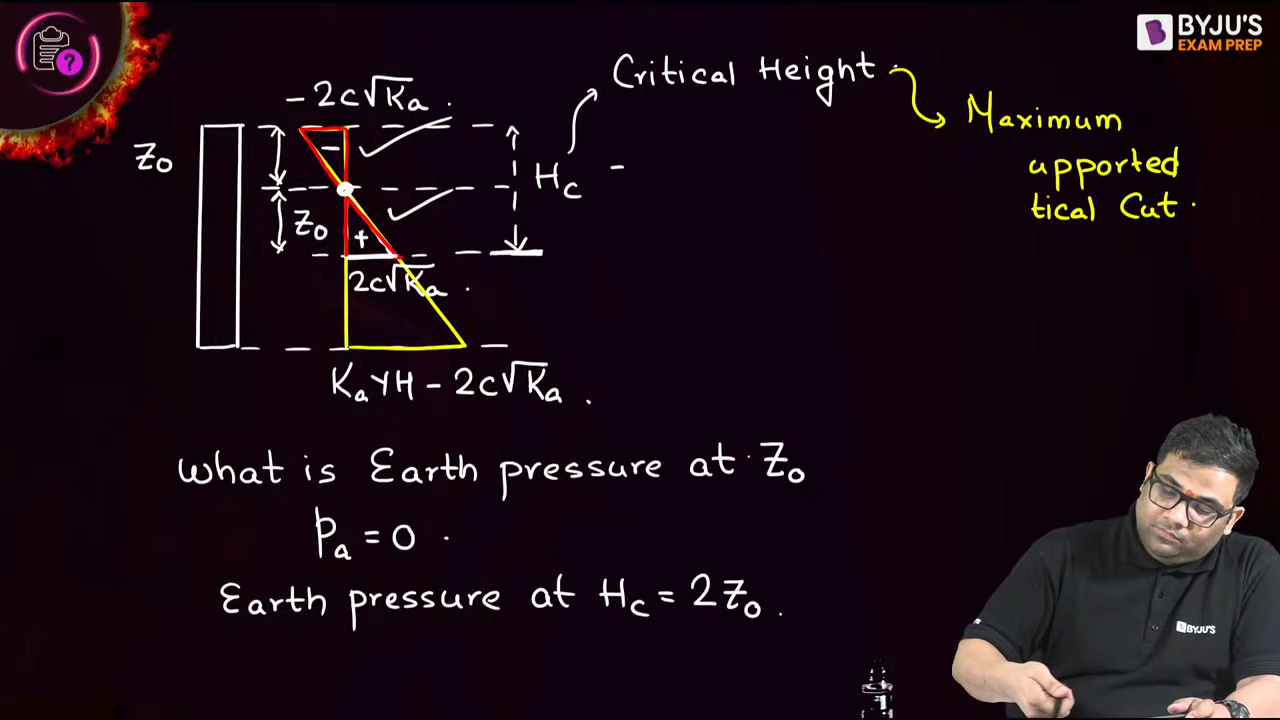 BYJU'S
EXAM PREP
Critical Height
Maximum
upported
tical Cut
-2c√Ka.
Z₀
Hc -
Z₀
+
2c√Ka.
KaγH - 2c√Ka.
What is Earth pressure at Z₀
Pa = 0.
Earth pressure at Hc = 2Z₀.
BYJU'S